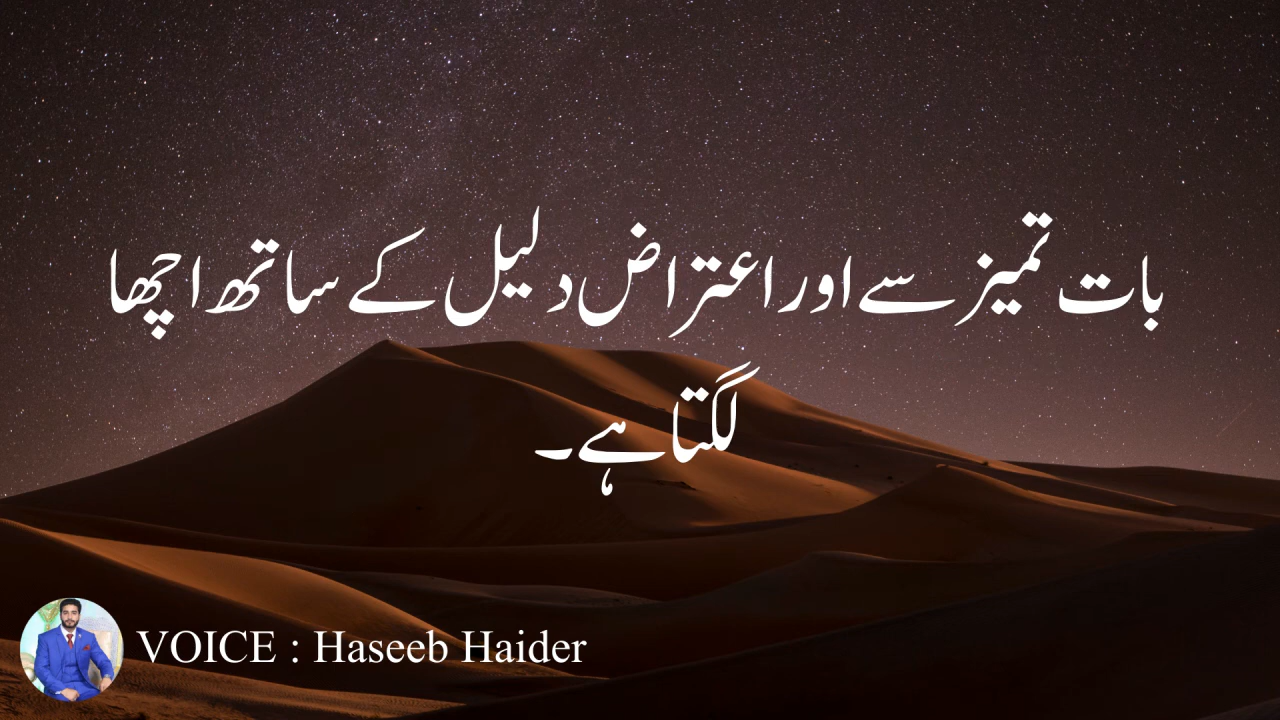 بات تمیز سے اور اعتراض دلیل کے ساتھ اچھا
لگتا ہے۔
VOICE : Haseeb Haider